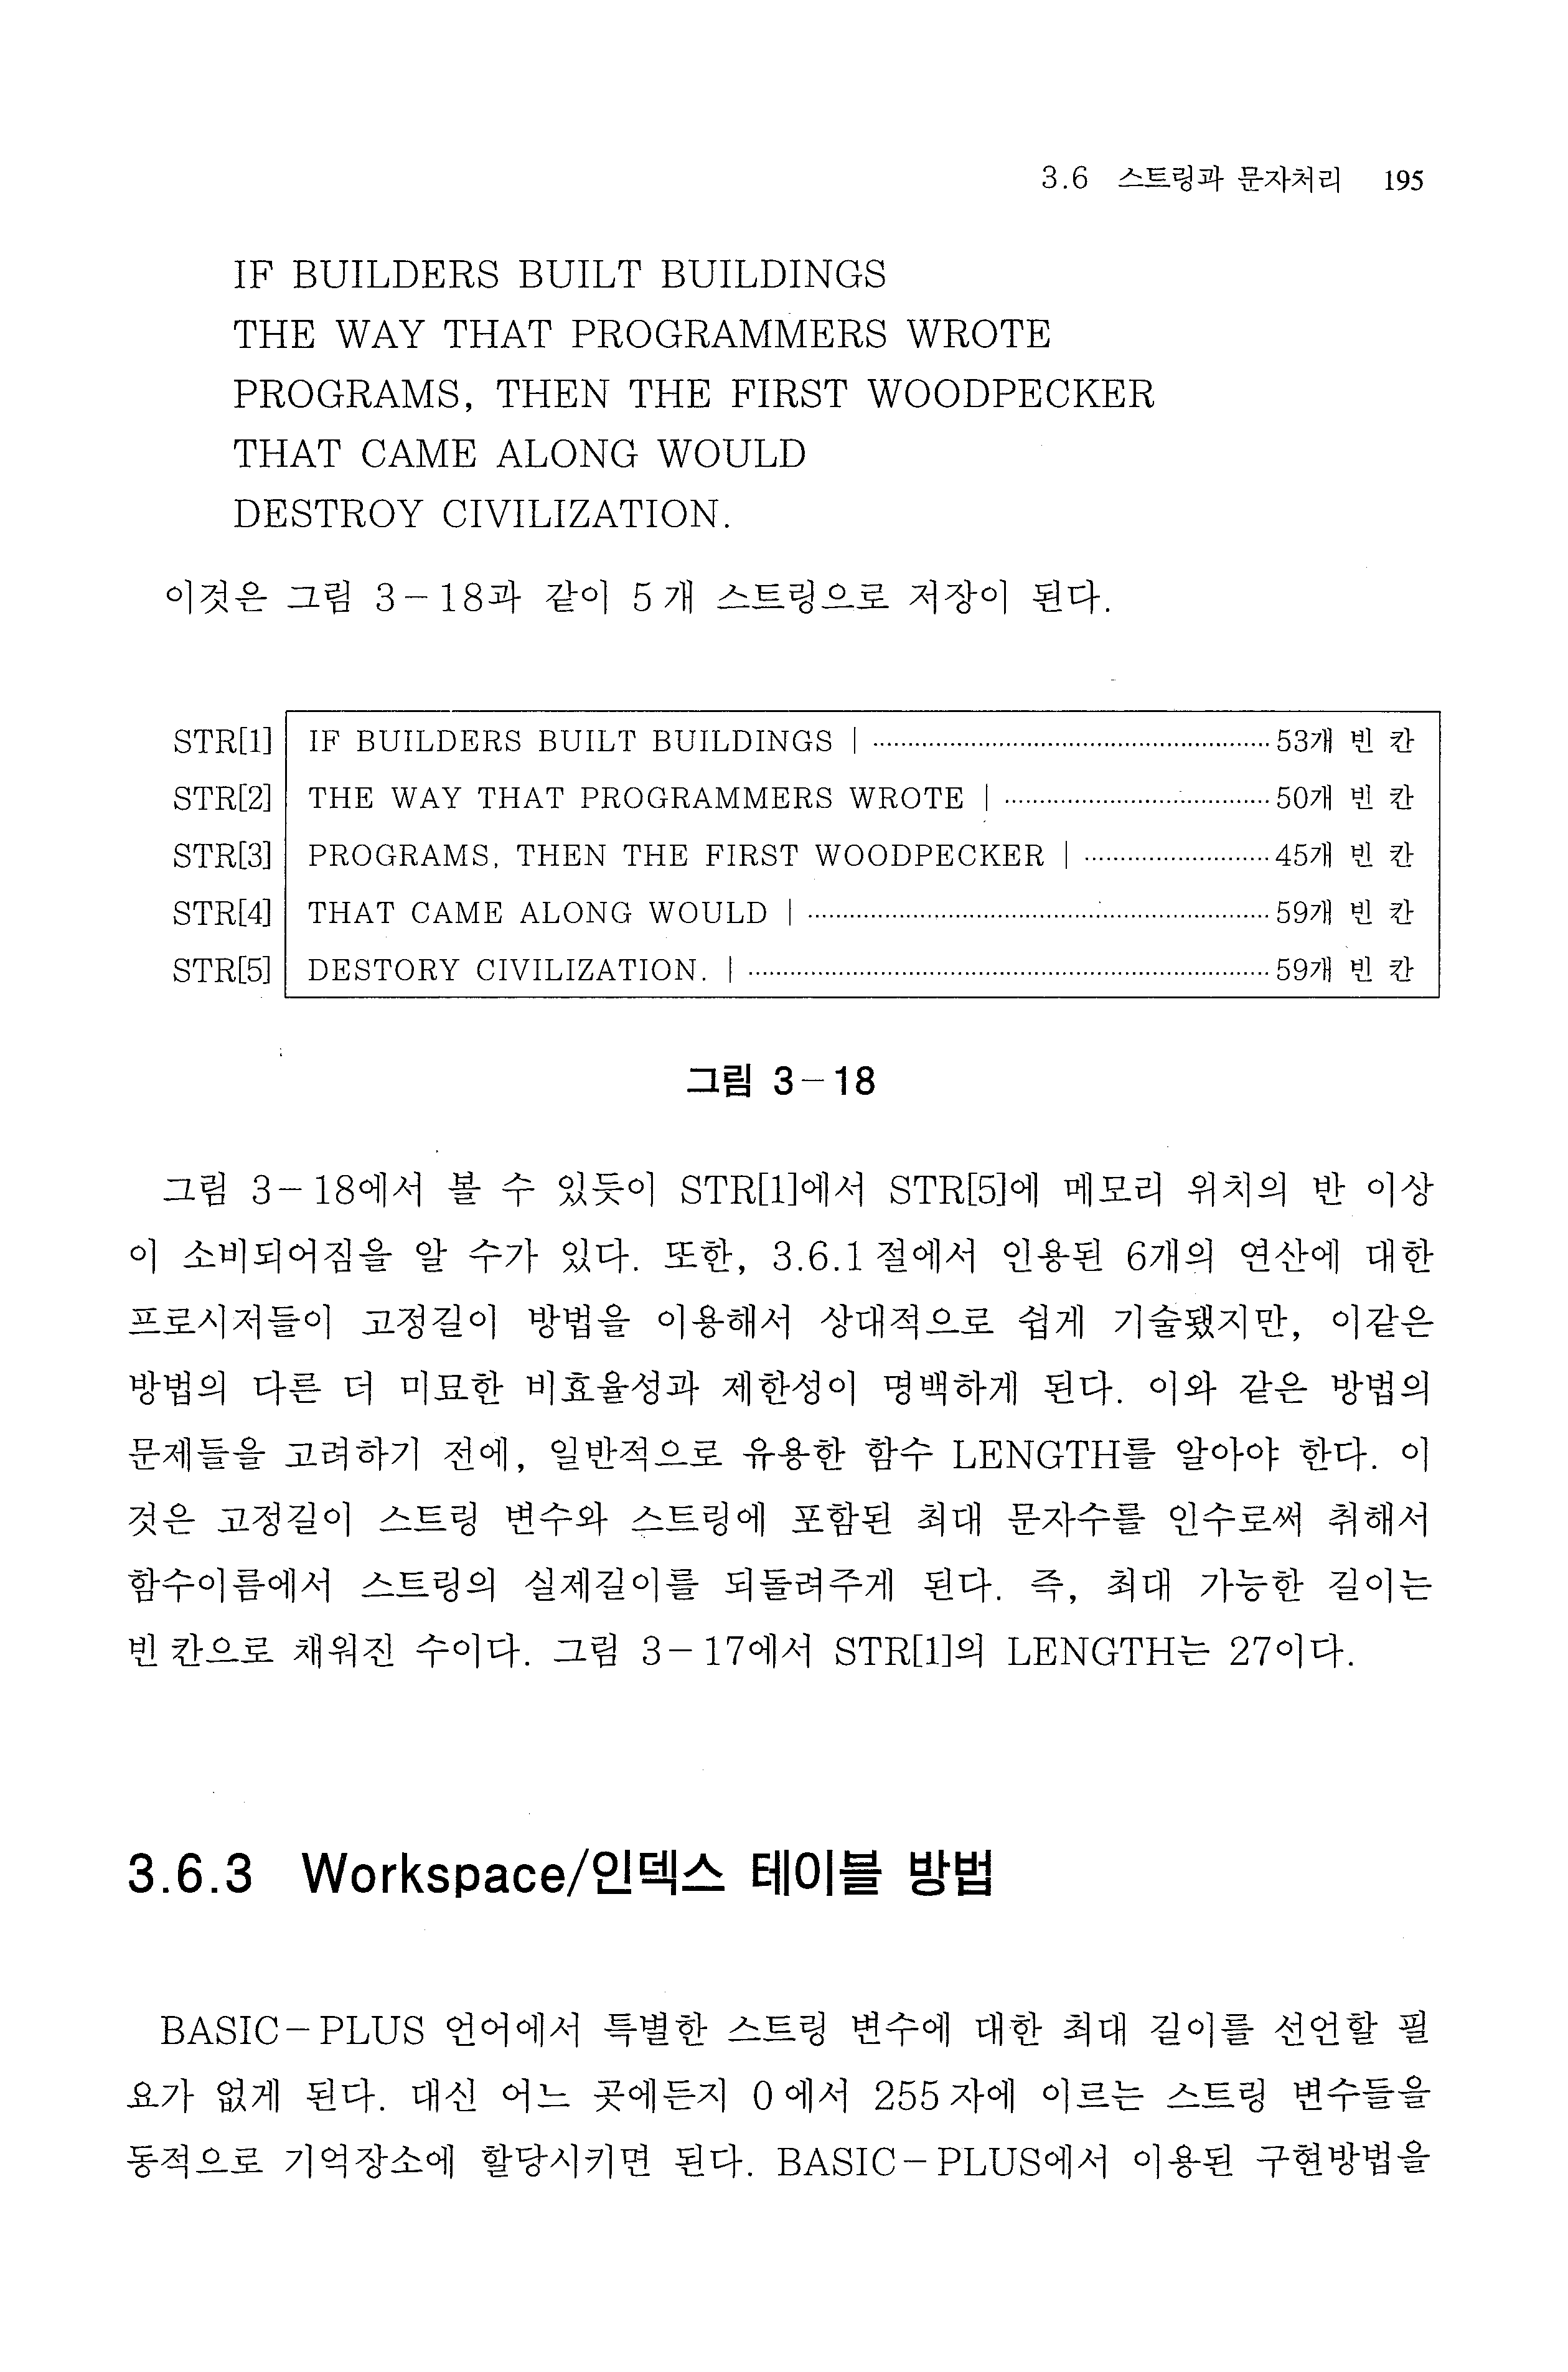 3.6 스트링과 문자처리 195
IF BUILDERS BUILT BUILDINGS
THE WAY THAT PROGRAMMERS WROTE
PROGRAMS, THEN THE FIRST WOODPECKER
THAT CAME ALONG WOULD
DESTROY CIVILIZATION.
이것은 그림 3-18과 같이 5개 스트링으로 저장이 된다.
STR[1] IF BUILDERS BUILT BUILDINGS | ·················· 53개 빈 칸
STR[2] THE WAY THAT PROGRAMMERS WROTE | ·················· 50개 빈 칸
STR[3] PROGRAMS, THEN THE FIRST WOODPECKER | ·················· 45개 빈 칸
STR[4] THAT CAME ALONG WOULD | ·················· 59개 빈 칸
STR[5] DESTORY CIVILIZATION. | ·················· 59개 빈 칸
그림 3-18
그림 3-18에서 볼 수 있듯이 STR[1]에서 STR[5]에 메모리 위치의 반 이상
이 소비되어짐을 알 수가 있다. 또한, 3.6.1절에서 인용된 6개의 연산에 대한
프로시저들이 고정길이 방법을 이용해서 상대적으로 쉽게 기술됐지만, 이같은
방법의 다른 더 미묘한 비효율성과 제한성이 명백하게 된다. 이와 같은 방법의
문제들을 고려하기 전에, 일반적으로 유용한 함수 LENGTH를 알아야 한다. 이
것은 고정길이 스트링 변수와 스트링에 포함된 최대 문자수를 인수로써 취해서
함수이름에서 스트링의 실제길이를 되돌려주게 된다. 즉, 최대 가능한 길이는
빈 칸으로 채워진 수이다. 그림 3-17에서 STR[1]의 LENGTH는 27이다.
3.6.3 Workspace/인덱스 테이블 방법
BASIC-PLUS 언어에서 특별한 스트링 변수에 대한 최대 길이를 선언할 필
요가 없게 된다. 대신 어느 곳에든지 0에서 255자에 이르는 스트링 변수들을
동적으로 기억장소에 할당시키면 된다. BASIC-PLUS에서 이용된 구현방법을